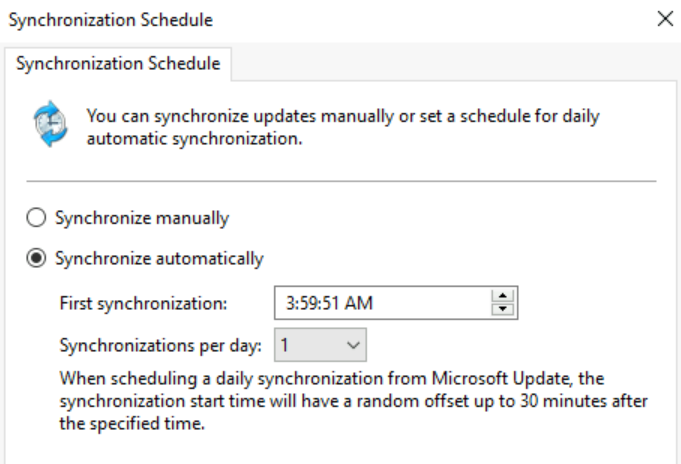 Synchronization Schedule
Synchronization Schedule
You can synchronize updates manually or set a schedule for daily
automatic synchronization.
Synchronize manually
Synchronize automatically
First synchronization: 3:59:51 AM
Synchronizations per day: 1
When scheduling a daily synchronization from Microsoft Update, the
synchronization start time will have a random offset up to 30 minutes after
the specified time.